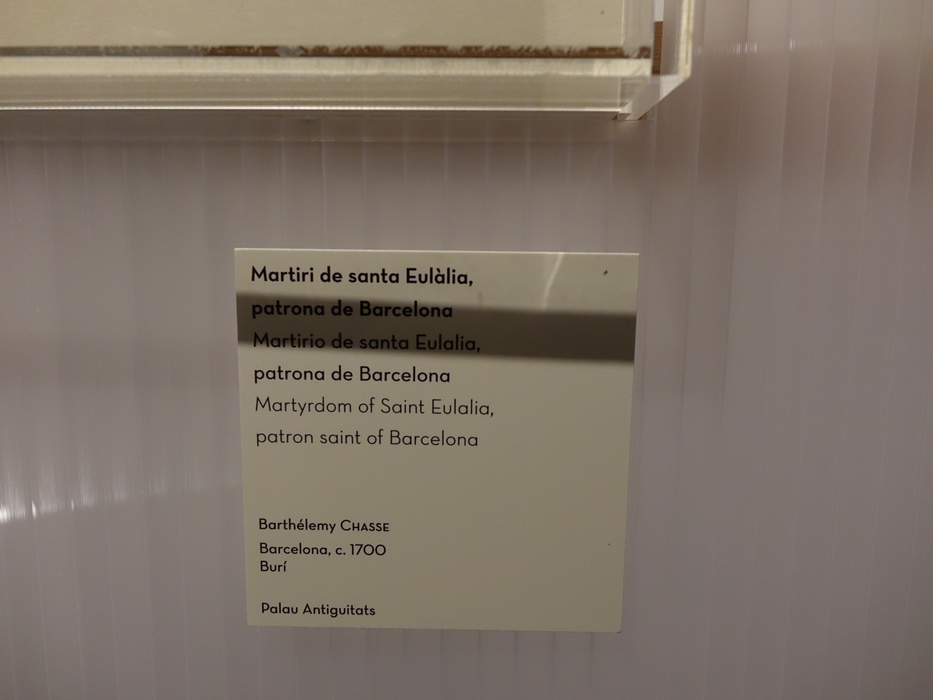 Martiri de santa Eulàlia,
patrona de Barcelona
Martirio de santa Eulalia,
patrona de Barcelona
Martyrdom of Saint Eulalia,
patron saint of Barcelona
Barthélemy CHASSE
Barcelona, c. 1700
Burí
Palau Antiguitats